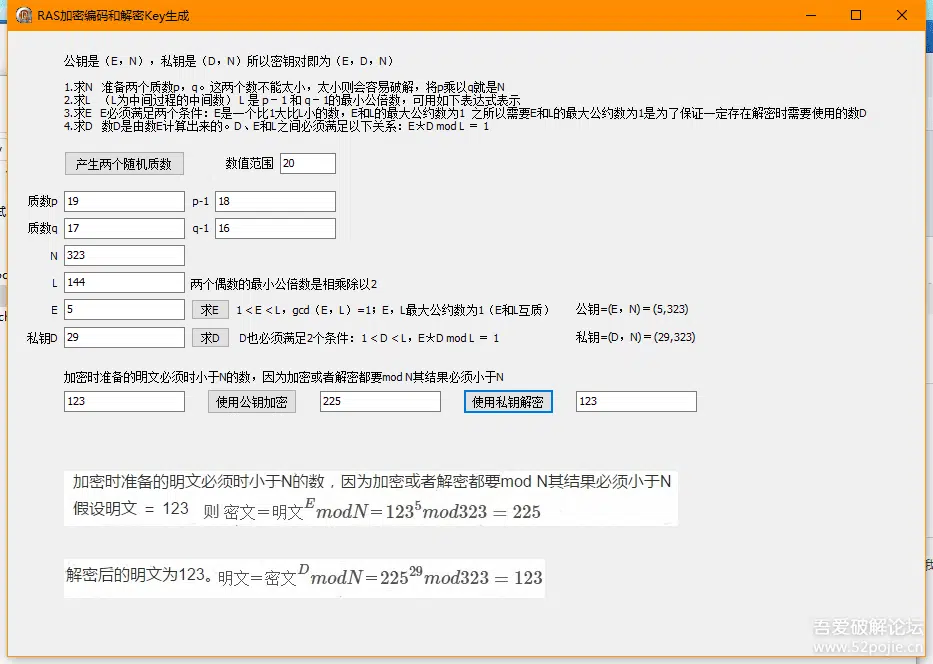 RAS加密编码和解密Key生成
公钥是（E，N），私钥是（D，N）所以密钥对即为（E，D，N）
1.求N 准备两个质数p，q。这两个数不能太小，太小则会容易破解，将p乘以q就是N
2.求L （L为中间过程的中间数）L 是 p－1 和 q－1的最小公倍数，可用如下表达式表示
3.求E E必须满足两个条件：E是一个比1大比L小的数，E和L的最大公约数为1 之所以需要E和L的最大公约数为1是为了保证一定存在解密时需要使用的数D
4.求D 数D是由数E计算出来的。D、E和L之间必须满足以下关系：E＊D mod L ＝ 1
产生两个随机质数 数值范围 20
质数p 19 p-1 18
质数q 17 q-1 16
N 323
L 144 两个偶数的最小公倍数是相乘除以2
E 5 求E 1＜E＜L，gcd（E，L）=1；E，L最大公约数为1（E和L互质） 公钥=(E，N)＝(5,323)
私钥D 29 求D D也必须满足2个条件：1＜D＜L，E＊D mod L ＝ 1 私钥=(D，N)＝(29,323)
加密时准备的明文必须时小于N的数，因为加密或者解密都要mod N其结果必须小于N
123 使用公钥加密 225 使用私钥解密 123
加密时准备的明文必须时小于N的数，因为加密或者解密都要mod N其结果必须小于N
假设明文 = 123 则 密文＝明文^E modN＝123⁵mod323 = 225
解密后的明文为123。明文＝密文^D modN＝225²⁹mod323 = 123
吾爱破解论坛
www.52pojie.cn